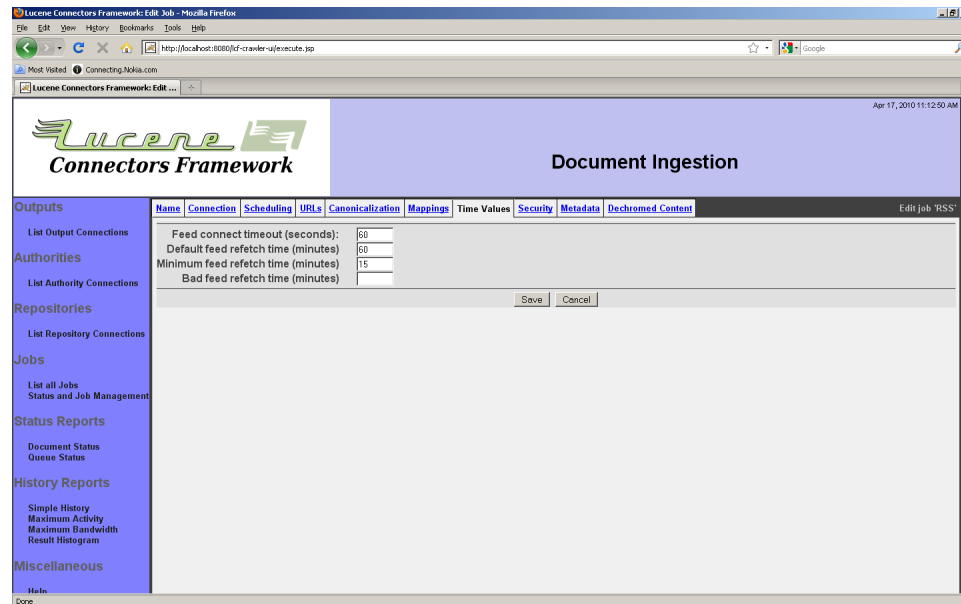 Lucene Connectors Framework: Edit Job - Mozilla Firefox
File Edit View History Bookmarks Tools Help
http://localhost:8080/lcf-crawler-ui/execute.jsp
Google
Most Visited Connecting.Nokia.com
Lucene Connectors Framework: Edit ...
Apr 17, 2010 11:12:50 AM
Lucene
Connectors Framework
Document Ingestion
Name Connection Scheduling URLs Canonicalization Mappings Time Values Security Metadata Dechromed Content
Edit job 'RSS'
Outputs
List Output Connections
Authorities
List Authority Connections
Repositories
List Repository Connections
Jobs
List all Jobs
Status and Job Management
Status Reports
Document Status
Queue Status
History Reports
Simple History
Maximum Activity
Maximum Bandwidth
Result Histogram
Miscellaneous
Help
Feed connect timeout (seconds): 60
Default feed refetch time (minutes) 60
Minimum feed refetch time (minutes) 15
Bad feed refetch time (minutes)
Save Cancel
Done